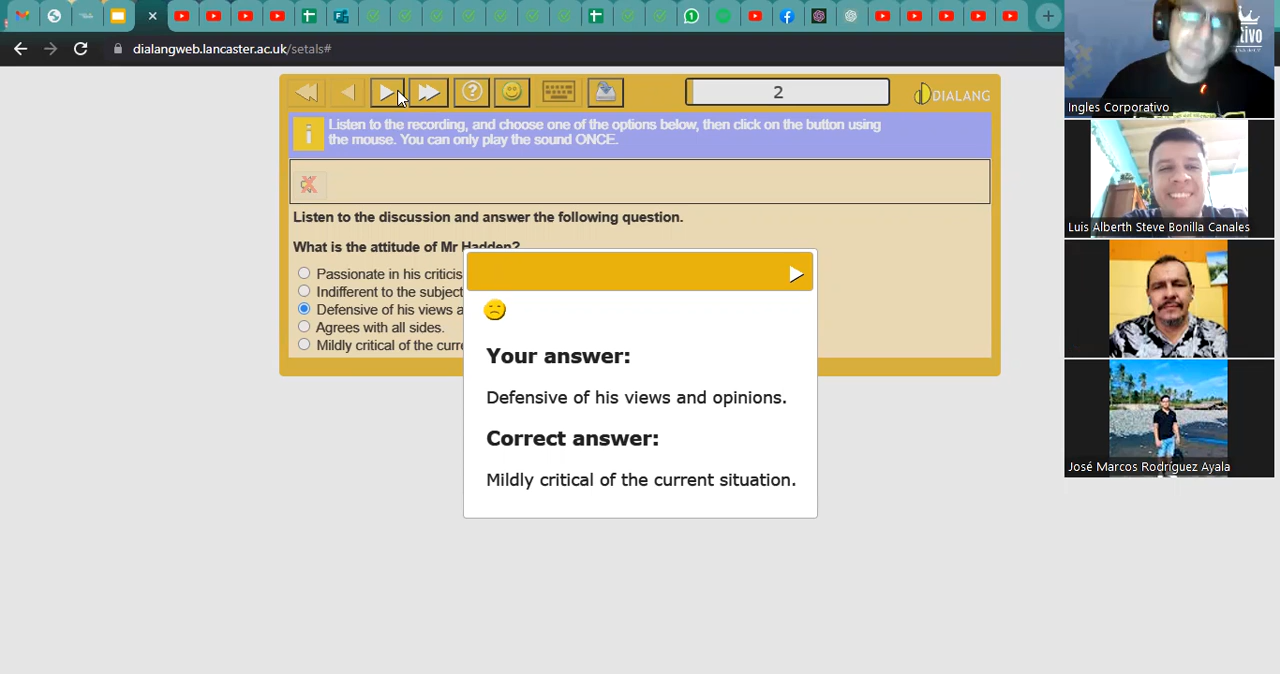 dialangweb.lancaster.ac.uk/setals#
2
DIALANG
i
Listen to the recording, and choose one of the options below, then click on the button using
the mouse. You can only play the sound ONCE.
Listen to the discussion and answer the following question.
What is the attitude of Mr Hadden?
Passionate in his criticis
Indifferent to the subject
Defensive of his views a
Agrees with all sides.
Mildly critical of the curre
Your answer:
Defensive of his views and opinions.
Correct answer:
Mildly critical of the current situation.
Ingles Corporativo
Luis Alberth Steve Bonilla Canales
José Marcos Rodríguez Ayala